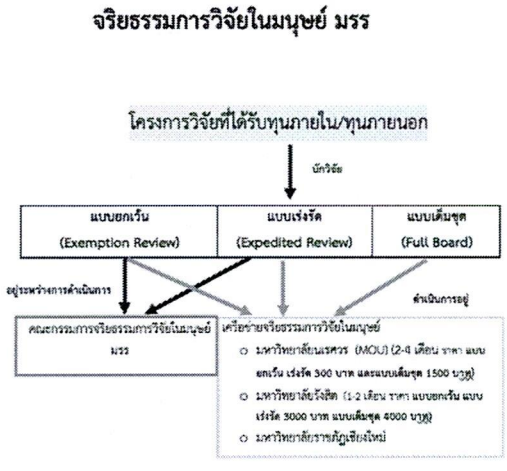 จริยธรรมการวิจัยในมนุษย์ มรร
โครงการวิจัยที่ได้รับทุนภายใน/ทุนภายนอก
นักวิจัย
แบบยกเว้น
(Exemption Review)
แบบเร่งรัด
(Expedited Review)
แบบเต็มชุด
(Full Board)
อยู่ระหว่างการดำเนินการ
ดำเนินการอยู่
คณะกรรมการจริยธรรมการวิจัยในมนุษย์
มรร
เครือข่ายจริยธรรมการวิจัยในมนุษย์
มหาวิทยาลัยนเรศวร (MOU) (2-4 เดือน ราคา แบบ
ยกเว้น เร่งรัด 300 บาท และแบบเต็มชุด 1500 บาท)
มหาวิทยาลัยรังสิต (1-2 เดือน ราคา แบบยกเว้น แบบ
เร่งรัด 3000 บาท แบบเต็มชุด 4000 บาท)
มหาวิทยาลัยราชภัฏเชียงใหม่